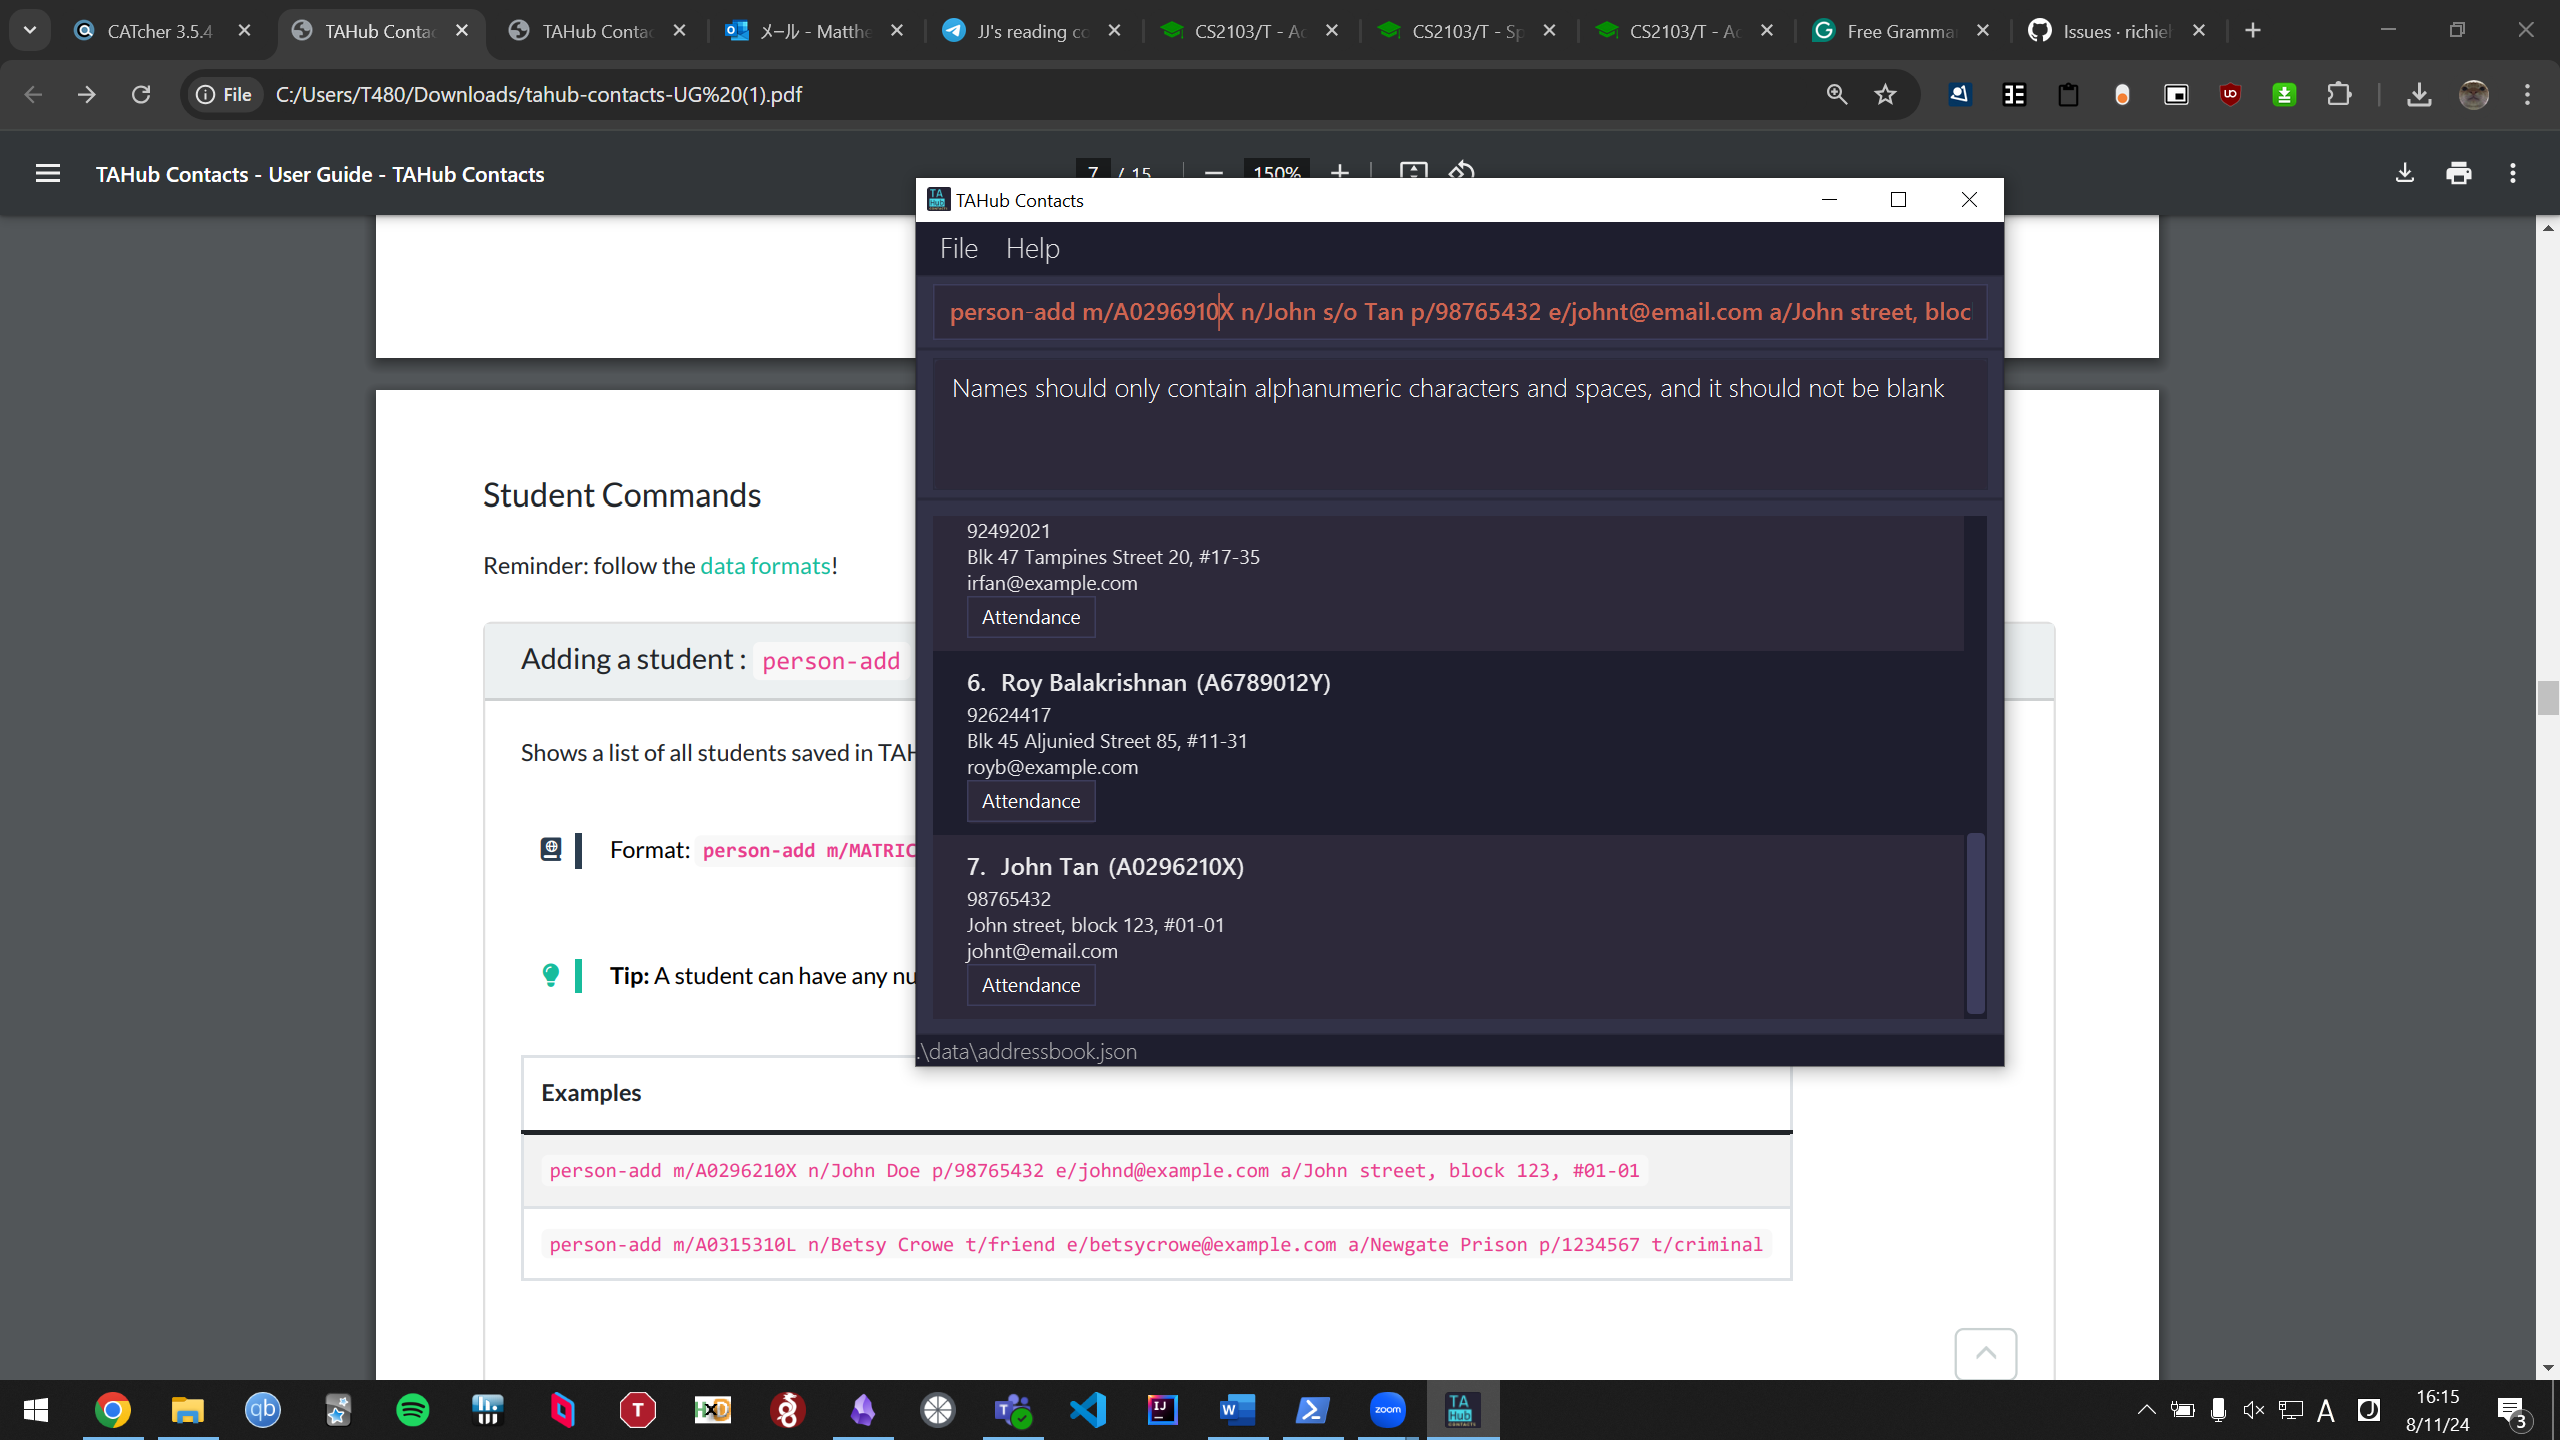 CATcher 3.5.4
TAHub Conta
TAHub Contac
メール - Matthe
JJ's reading co
CS2103/T - Ac
CS2103/T - Sp
CS2103/T - Ac
Free Gramma
Issues · richiel
File
C:/Users/T480/Downloads/tahub-contacts-UG%20(1).pdf
TAHub Contacts - User Guide - TAHub Contacts
7 / 15
150%
TAHub Contacts
File Help
person-add m/A0296910X n/John s/o Tan p/98765432 e/johnt@email.com a/John street, bloc
Names should only contain alphanumeric characters and spaces, and it should not be blank
92492021
Blk 47 Tampines Street 20, #17-35
irfan@example.com
Attendance
6. Roy Balakrishnan (A6789012Y)
92624417
Blk 45 Aljunied Street 85, #11-31
royb@example.com
Attendance
7. John Tan (A0296210X)
98765432
John street, block 123, #01-01
johnt@email.com
Attendance
.\data\addressbook.json
Student Commands
Reminder: follow the data formats!
Adding a student : person-add
Shows a list of all students saved in TAH
Format: person-add m/MATRIC
Tip: A student can have any nu
Examples
person-add m/A0296210X n/John Doe p/98765432 e/johnd@example.com a/John street, block 123, #01-01
person-add m/A0315310L n/Betsy Crowe t/friend e/betsycrowe@example.com a/Newgate Prison p/1234567 t/criminal
16:15
8/11/24
3